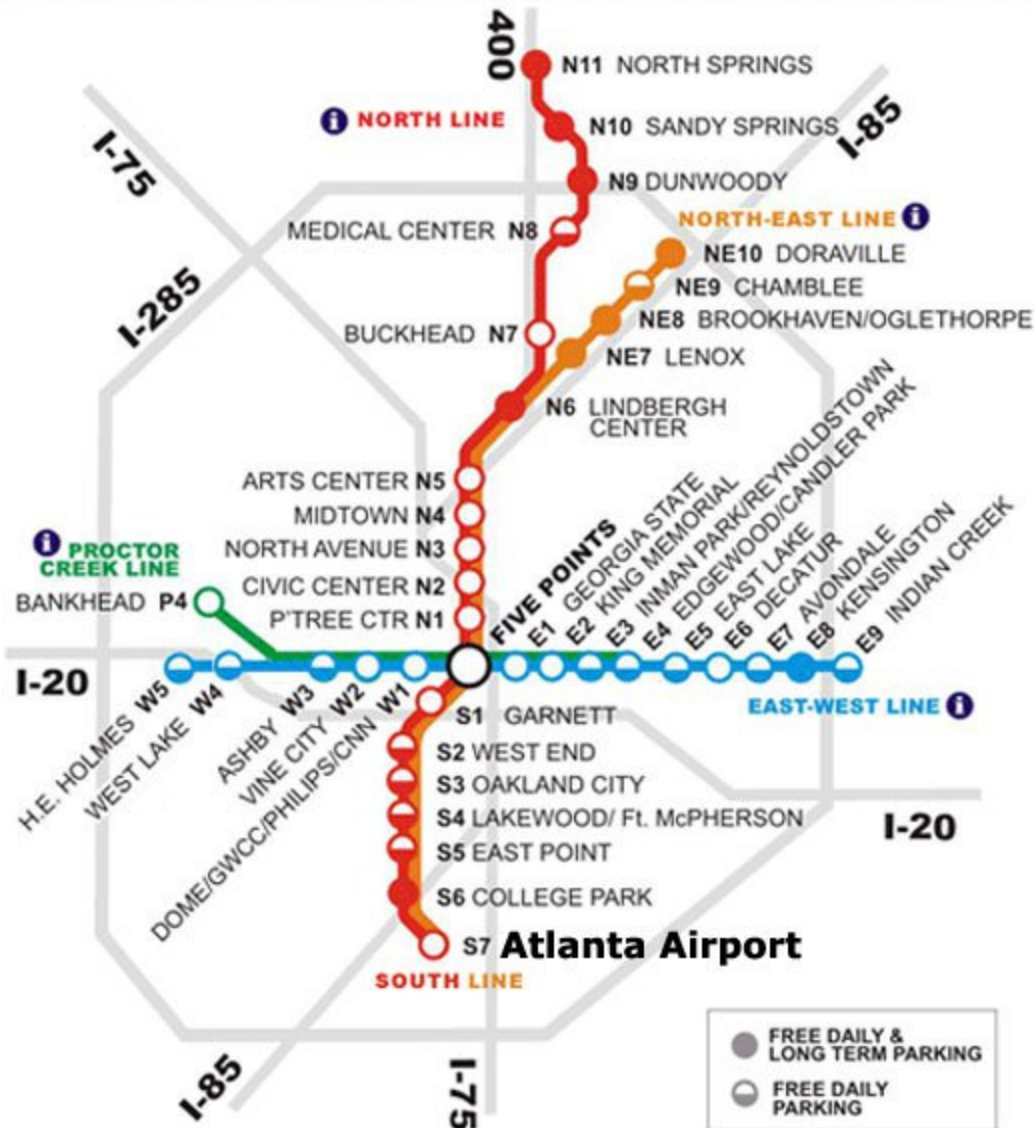 400
N11 NORTH SPRINGS
i NORTH LINE
N10 SANDY SPRINGS
I-85
I-75
N9 DUNWOODY
NORTH-EAST LINE i
MEDICAL CENTER N8
NE10 DORAVILLE
I-285
NE9 CHAMBLEE
NE8 BROOKHAVEN/OGLETHORPE
BUCKHEAD N7
NE7 LENOX
N6 LINDBERGH
CENTER
ARTS CENTER N5
MIDTOWN N4
NORTH AVENUE N3
CIVIC CENTER N2
P'TREE CTR N1
i PROCTOR
CREEK LINE
BANKHEAD P4
FIVE POINTS
E1 GEORGIA STATE
E2 KING MEMORIAL
E3 INMAN PARK/REYNOLDSTOWN
E4 EDGEWOOD/CANDLER PARK
E5 EAST LAKE
E6 DECATUR
E7 AVONDALE
E8 KENSINGTON
E9 INDIAN CREEK
I-20
EAST-WEST LINE i
H.E. HOLMES W5
WEST LAKE W4
ASHBY W3
VINE CITY W2
DOME/GWCC/PHILIPS/CNN W1
S1 GARNETT
S2 WEST END
S3 OAKLAND CITY
S4 LAKEWOOD/ Ft. McPHERSON
I-20
S5 EAST POINT
S6 COLLEGE PARK
S7 Atlanta Airport
SOUTH LINE
I-85
I-75
FREE DAILY &
LONG TERM PARKING
FREE DAILY
PARKING